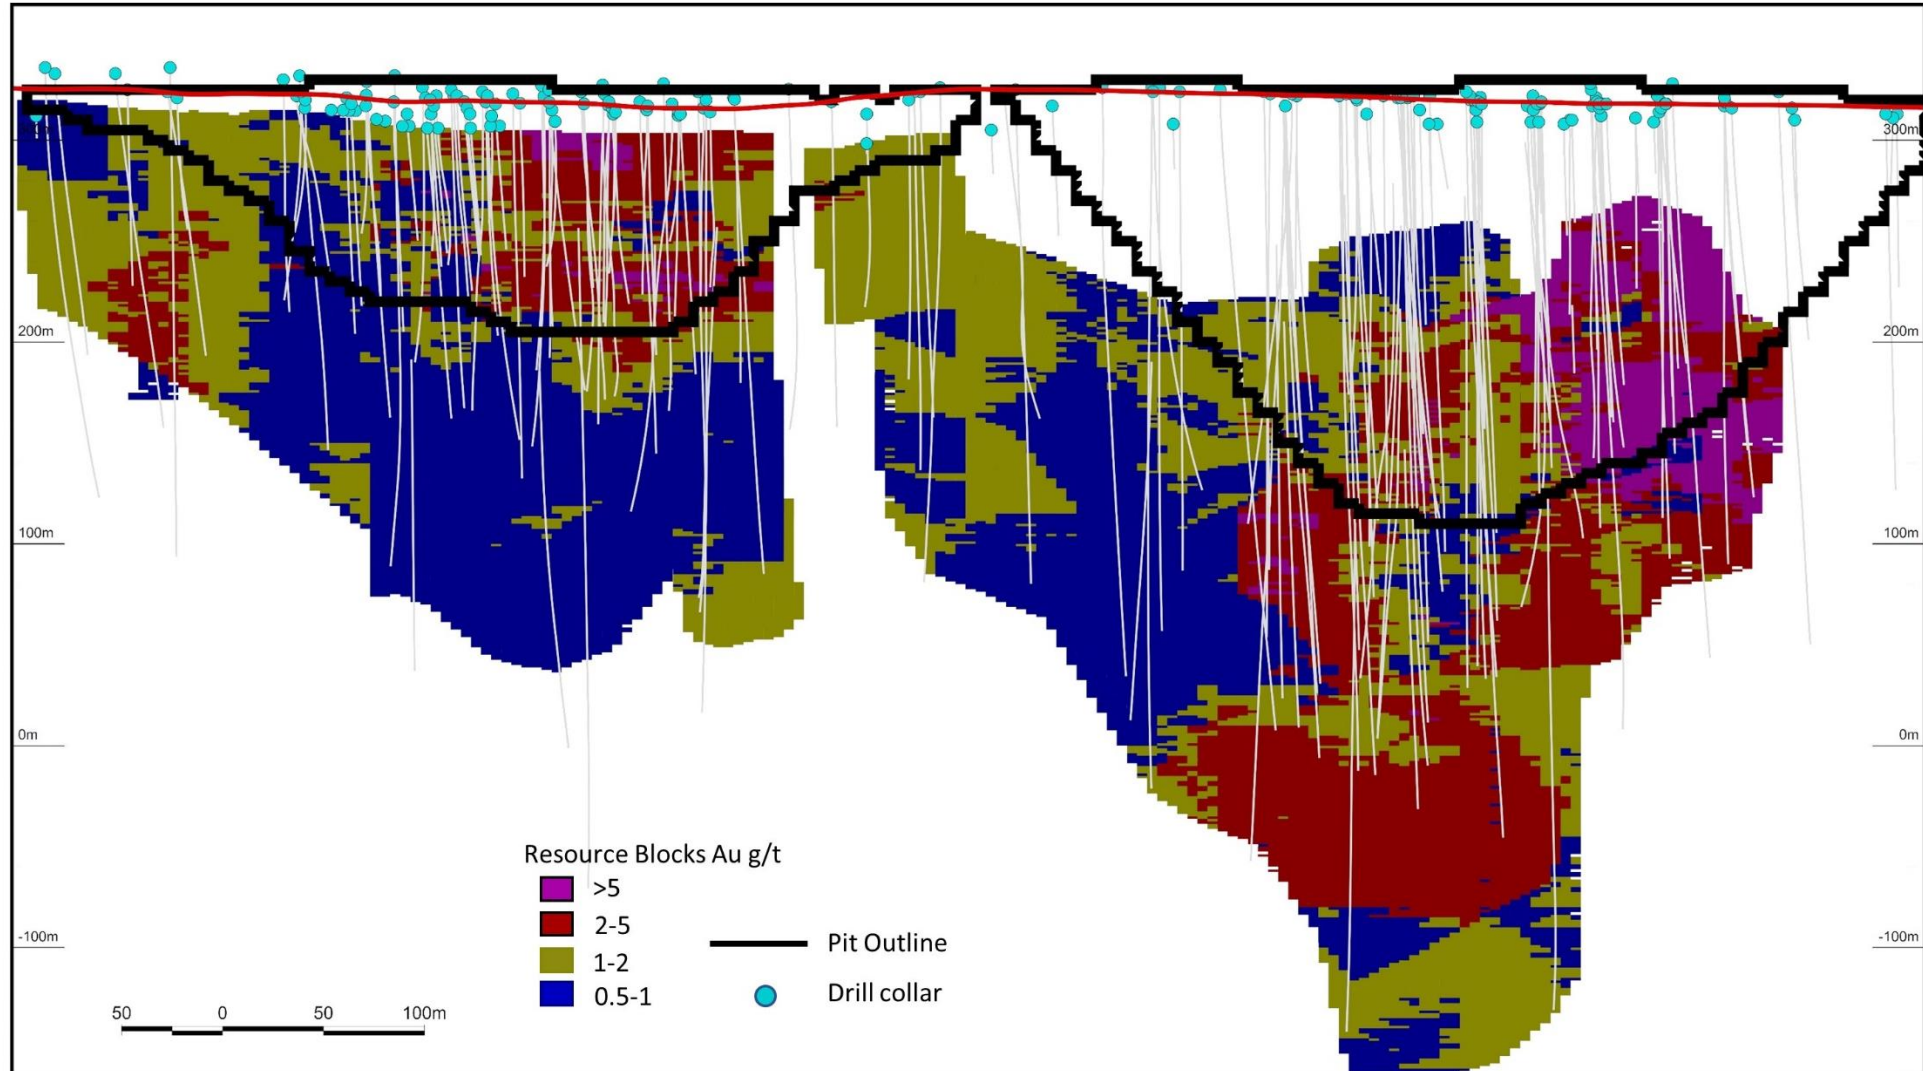 300m
200m
200m
100m
100m
0m
0m
Resource Blocks Au g/t
>5
2-5
1-2
0.5-1
Pit Outline
Drill collar
-100m
-100m
50 0 50 100m